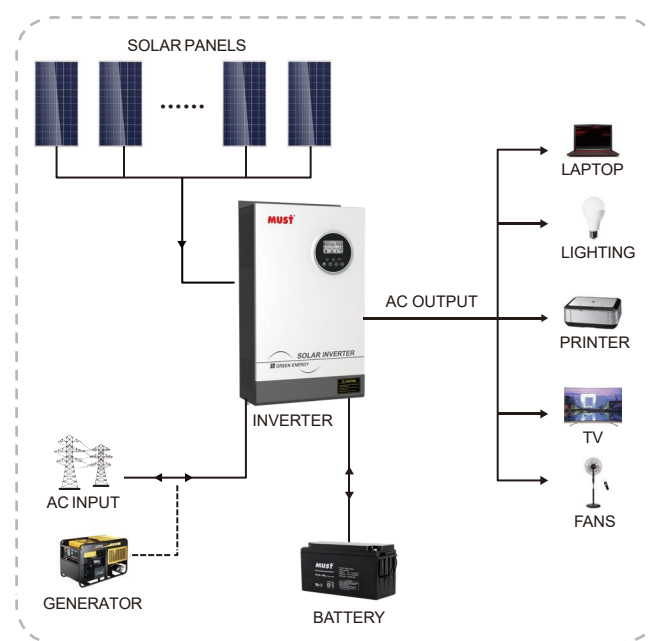 SOLAR PANELS
MUST
LAPTOP
LIGHTING
AC OUTPUT
PRINTER
SOLAR INVERTER
GREEN ENERGY
INVERTER
TV
AC INPUT
FANS
MUST
GENERATOR
BATTERY